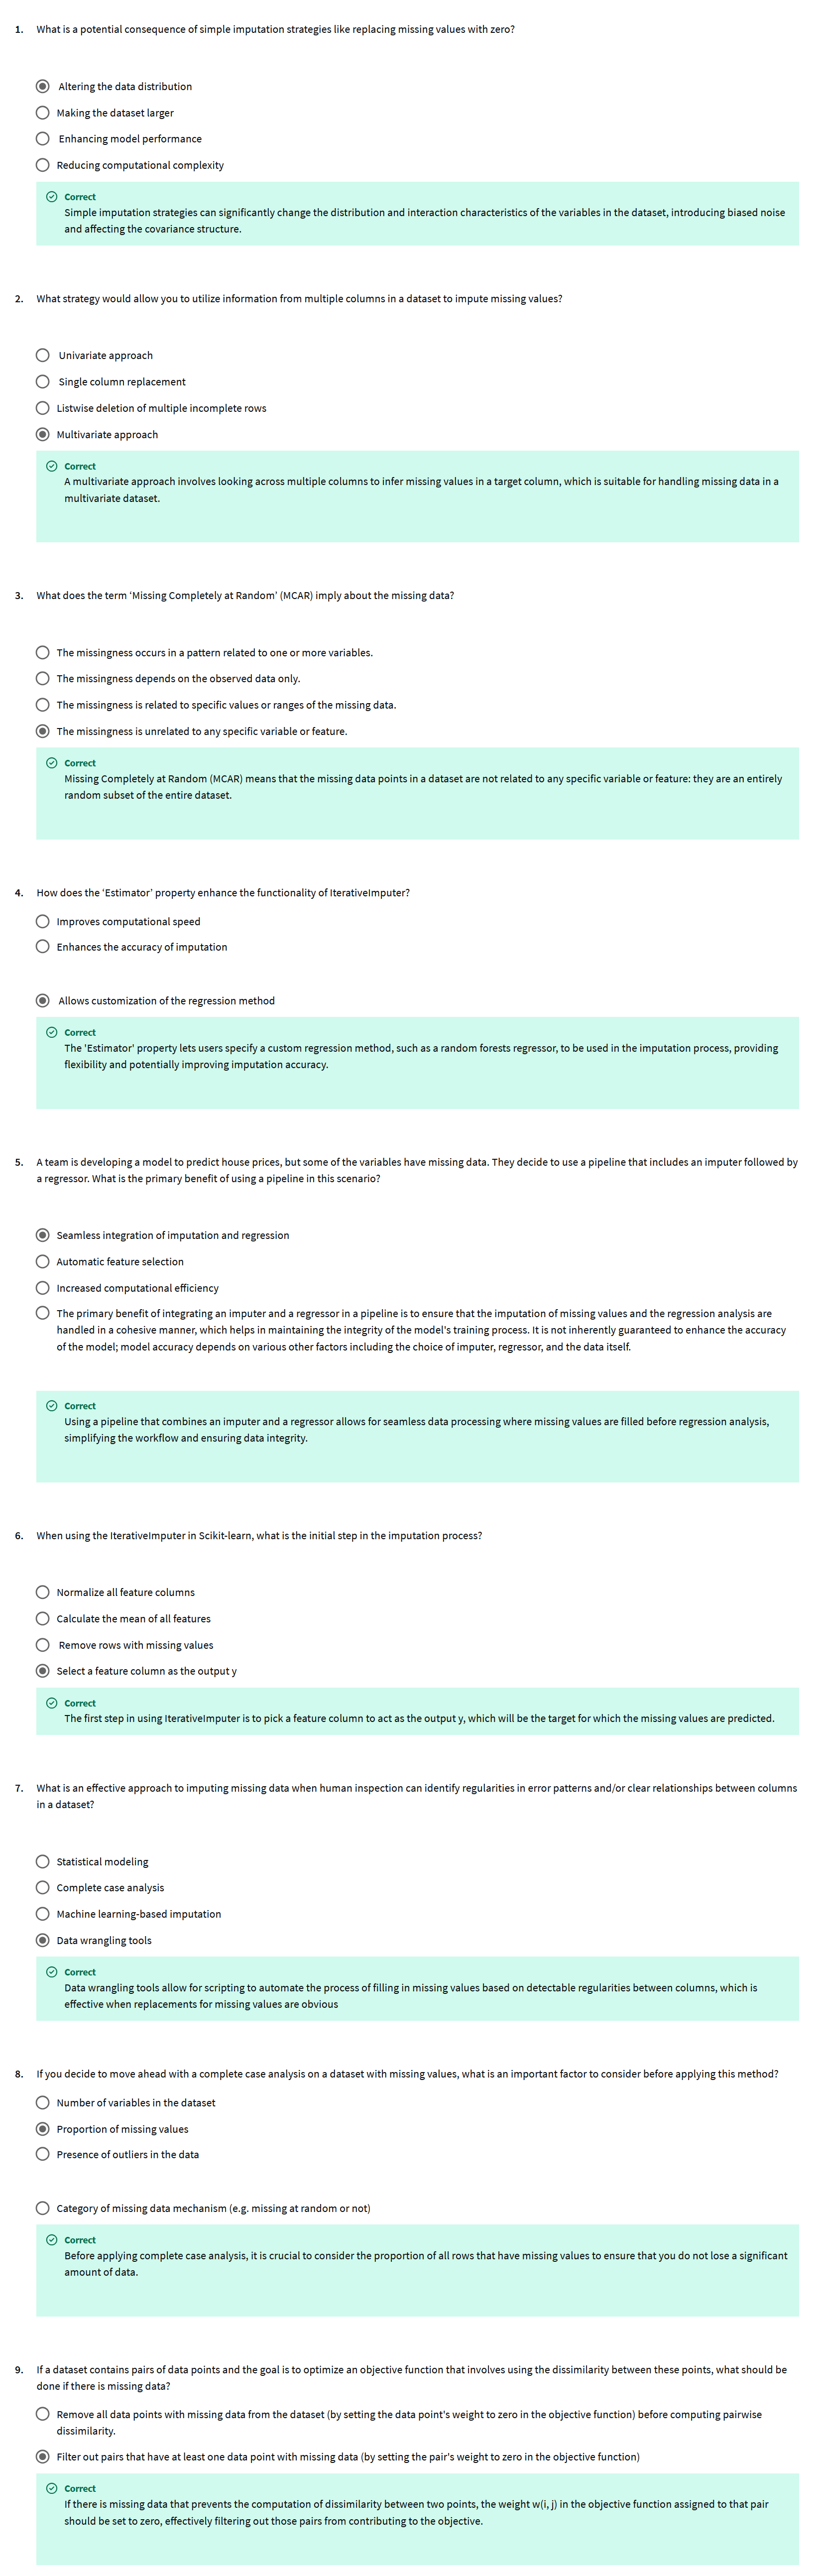 1. What is a potential consequence of simple imputation strategies like replacing missing values with zero?
Altering the data distribution
Making the dataset larger
Enhancing model performance
Reducing computational complexity
Correct
Simple imputation strategies can significantly change the distribution and interaction characteristics of the variables in the dataset, introducing biased noise
and affecting the covariance structure.
2. What strategy would allow you to utilize information from multiple columns in a dataset to impute missing values?
Univariate approach
Single column replacement
Listwise deletion of multiple incomplete rows
Multivariate approach
Correct
A multivariate approach involves looking across multiple columns to infer missing values in a target column, which is suitable for handling missing data in a
multivariate dataset.
3. What does the term ‘Missing Completely at Random’ (MCAR) imply about the missing data?
The missingness occurs in a pattern related to one or more variables.
The missingness depends on the observed data only.
The missingness is related to specific values or ranges of the missing data.
The missingness is unrelated to any specific variable or feature.
Correct
Missing Completely at Random (MCAR) means that the missing data points in a dataset are not related to any specific variable or feature: they are an entirely
random subset of the entire dataset.
4. How does the ‘Estimator’ property enhance the functionality of IterativeImputer?
Improves computational speed
Enhances the accuracy of imputation
Allows customization of the regression method
Correct
The 'Estimator' property lets users specify a custom regression method, such as a random forests regressor, to be used in the imputation process, providing
flexibility and potentially improving imputation accuracy.
5. A team is developing a model to predict house prices, but some of the variables have missing data. They decide to use a pipeline that includes an imputer followed by
a regressor. What is the primary benefit of using a pipeline in this scenario?
Seamless integration of imputation and regression
Automatic feature selection
Increased computational efficiency
The primary benefit of integrating an imputer and a regressor in a pipeline is to ensure that the imputation of missing values and the regression analysis are
handled in a cohesive manner, which helps in maintaining the integrity of the model's training process. It is not inherently guaranteed to enhance the accuracy
of the model; model accuracy depends on various other factors including the choice of imputer, regressor, and the data itself.
Correct
Using a pipeline that combines an imputer and a regressor allows for seamless data processing where missing values are filled before regression analysis,
simplifying the workflow and ensuring data integrity.
6. When using the IterativeImputer in Scikit-learn, what is the initial step in the imputation process?
Normalize all feature columns
Calculate the mean of all features
Remove rows with missing values
Select a feature column as the output y
Correct
The first step in using IterativeImputer is to pick a feature column to act as the output y, which will be the target for which the missing values are predicted.
7. What is an effective approach to imputing missing data when human inspection can identify regularities in error patterns and/or clear relationships between columns
in a dataset?
Statistical modeling
Complete case analysis
Machine learning-based imputation
Data wrangling tools
Correct
Data wrangling tools allow for scripting to automate the process of filling in missing values based on detectable regularities between columns, which is
effective when replacements for missing values are obvious
8. If you decide to move ahead with a complete case analysis on a dataset with missing values, what is an important factor to consider before applying this method?
Number of variables in the dataset
Proportion of missing values
Presence of outliers in the data
Category of missing data mechanism (e.g. missing at random or not)
Correct
Before applying complete case analysis, it is crucial to consider the proportion of all rows that have missing values to ensure that you do not lose a significant
amount of data.
9. If a dataset contains pairs of data points and the goal is to optimize an objective function that involves using the dissimilarity between these points, what should be
done if there is missing data?
Remove all data points with missing data from the dataset (by setting the data point's weight to zero in the objective function) before computing pairwise
dissimilarity.
Filter out pairs that have at least one data point with missing data (by setting the pair's weight to zero in the objective function)
Correct
If there is missing data that prevents the computation of dissimilarity between two points, the weight w(i, j) in the objective function assigned to that pair
should be set to zero, effectively filtering out those pairs from contributing to the objective.